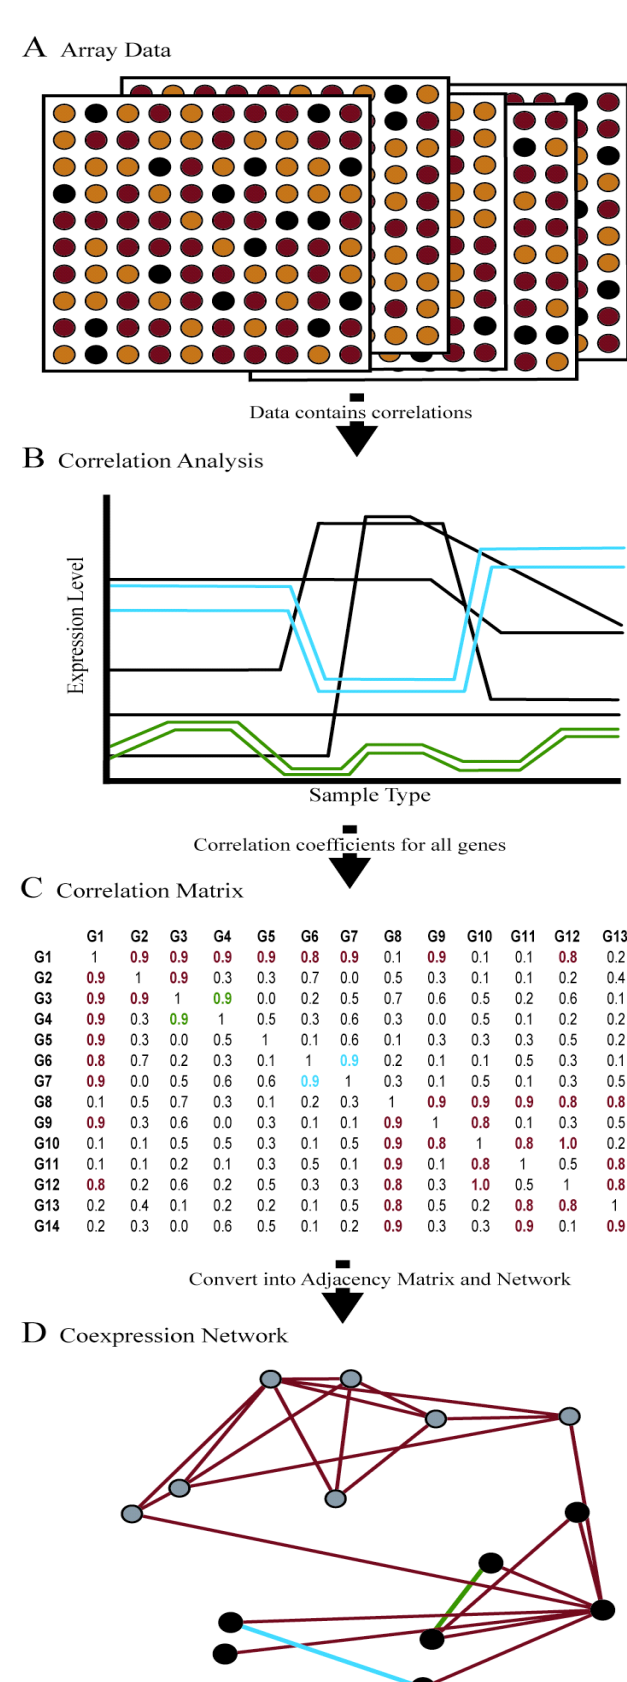 A Array Data
Data contains correlations
B Correlation Analysis
Expression Level
Sample Type
Correlation coefficients for all genes
C Correlation Matrix
G1 G2 G3 G4 G5 G6 G7 G8 G9 G10 G11 G12 G13
G1 1 0.9 0.9 0.9 0.9 0.8 0.9 0.1 0.9 0.1 0.1 0.8 0.2
G2 0.9 1 0.9 0.3 0.3 0.7 0.0 0.5 0.3 0.1 0.1 0.2 0.4
G3 0.9 0.9 1 0.9 0.0 0.2 0.5 0.7 0.6 0.5 0.2 0.6 0.1
G4 0.9 0.3 0.9 1 0.5 0.3 0.6 0.3 0.0 0.5 0.1 0.2 0.2
G5 0.9 0.3 0.0 0.5 1 0.1 0.6 0.1 0.3 0.3 0.3 0.5 0.2
G6 0.8 0.7 0.2 0.3 0.1 1 0.9 0.2 0.1 0.1 0.5 0.3 0.1
G7 0.9 0.0 0.5 0.6 0.6 0.9 1 0.3 0.1 0.5 0.1 0.3 0.5
G8 0.1 0.5 0.7 0.3 0.1 0.2 0.3 1 0.9 0.9 0.9 0.8 0.8
G9 0.9 0.3 0.6 0.0 0.3 0.1 0.1 0.9 1 0.8 0.1 0.3 0.5
G10 0.1 0.1 0.5 0.5 0.3 0.1 0.5 0.9 0.8 1 0.8 1.0 0.2
G11 0.1 0.1 0.2 0.1 0.3 0.5 0.1 0.9 0.1 0.8 1 0.5 0.8
G12 0.8 0.2 0.6 0.2 0.5 0.3 0.3 0.8 0.3 1.0 0.5 1 0.8
G13 0.2 0.4 0.1 0.2 0.2 0.1 0.5 0.8 0.5 0.2 0.8 0.8 1
G14 0.2 0.3 0.0 0.6 0.5 0.1 0.2 0.9 0.3 0.3 0.9 0.1 0.9
Convert into Adjacency Matrix and Network
D Coexpression Network